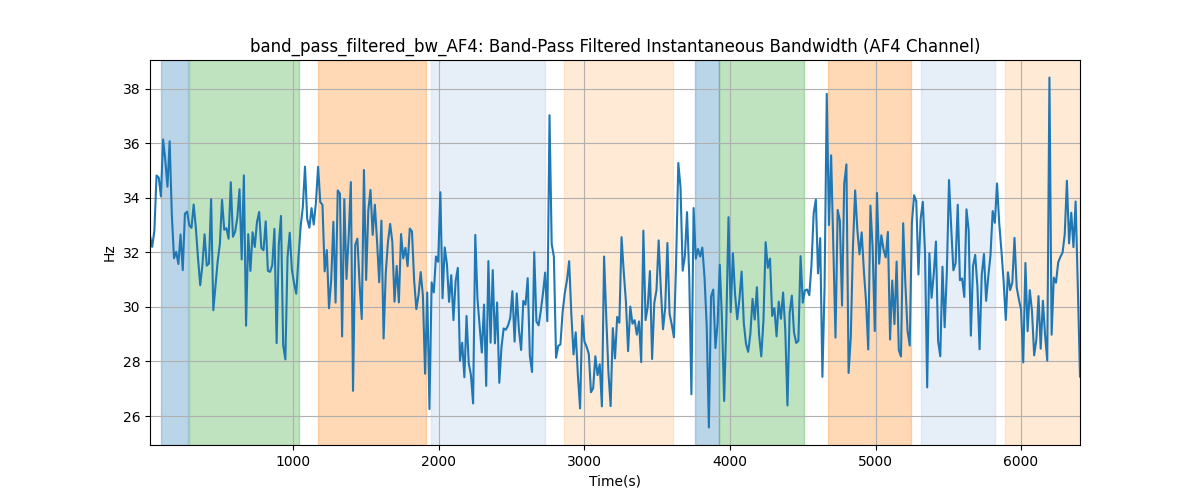 band_pass_filtered_bw_AF4: Band-Pass Filtered Instantaneous Bandwidth (AF4 Channel)
38
36
34
32
30
28
26
Hz
1000 2000 3000 4000 5000 6000
Time(s)